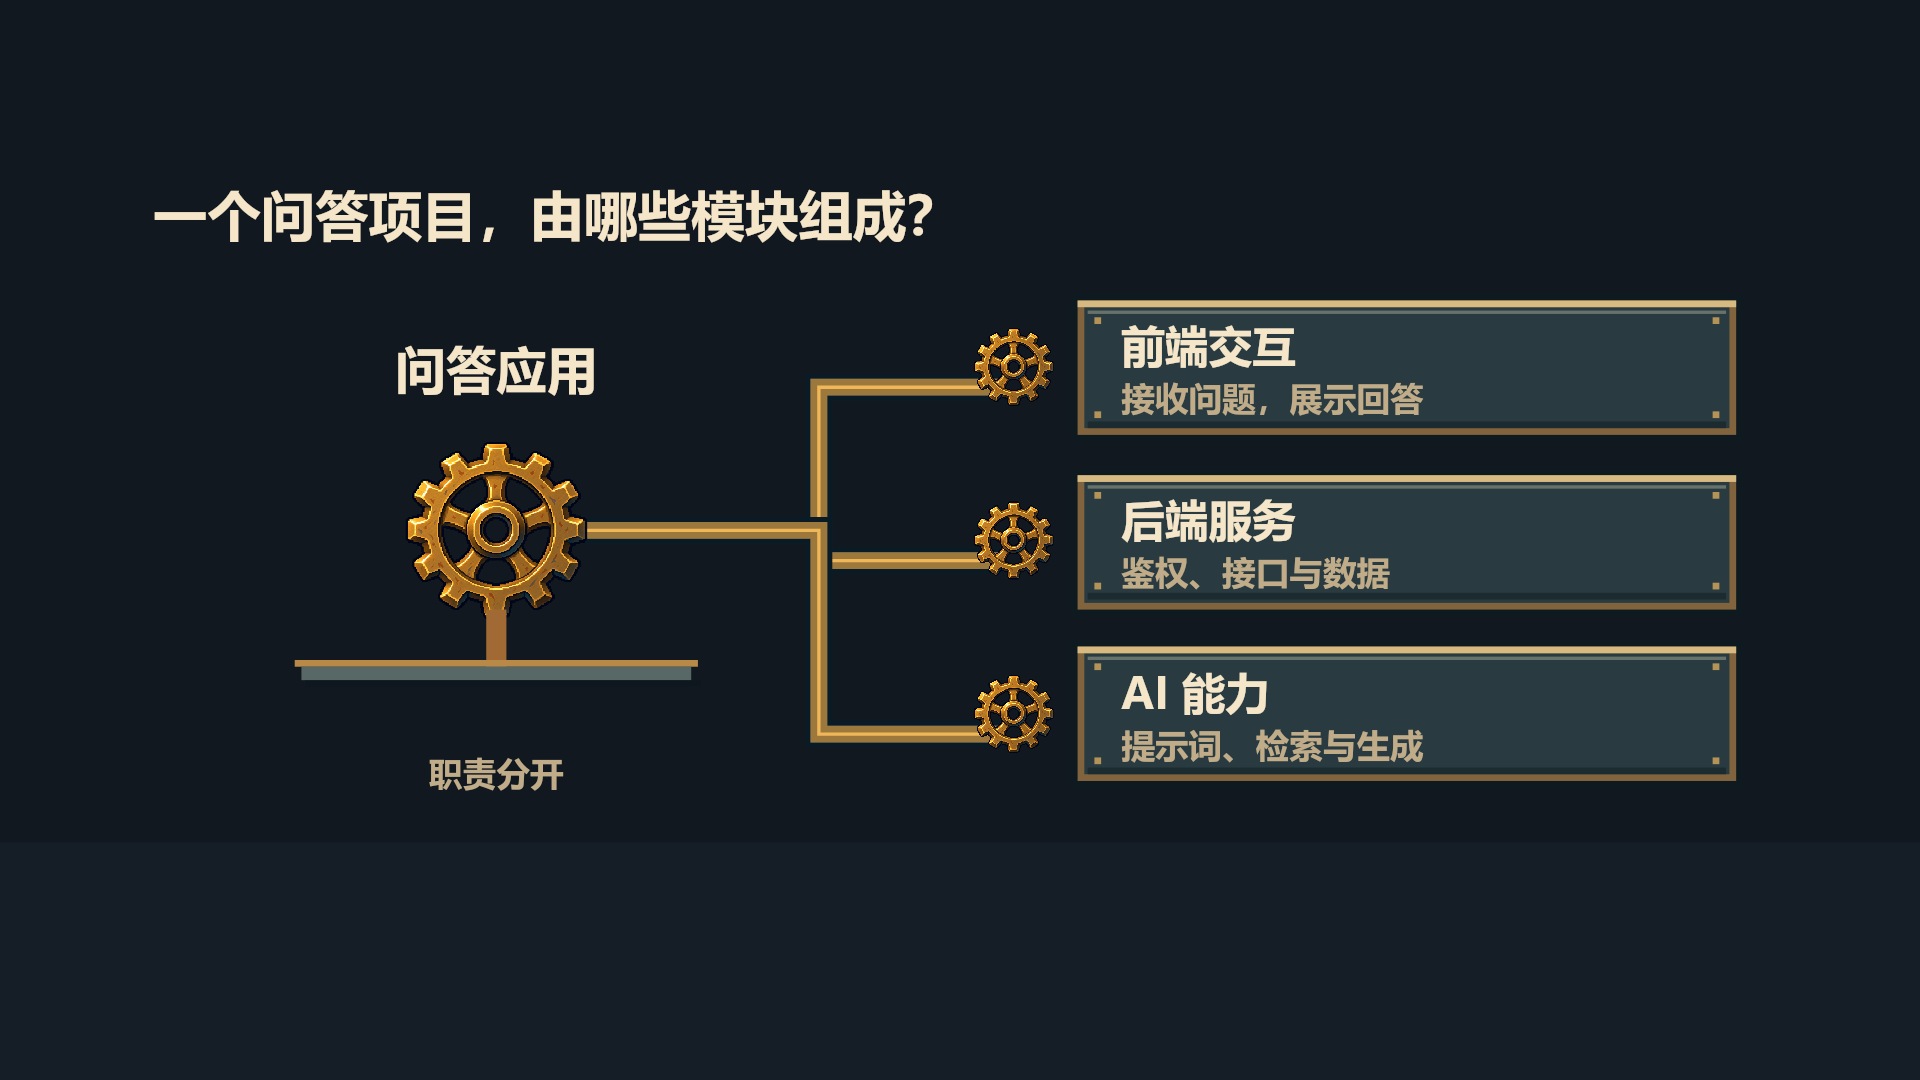 一个问答项目，由哪些模块组成？
问答应用
职责分开
前端交互
接收问题，展示回答
后端服务
鉴权、接口与数据
AI 能力
提示词、检索与生成